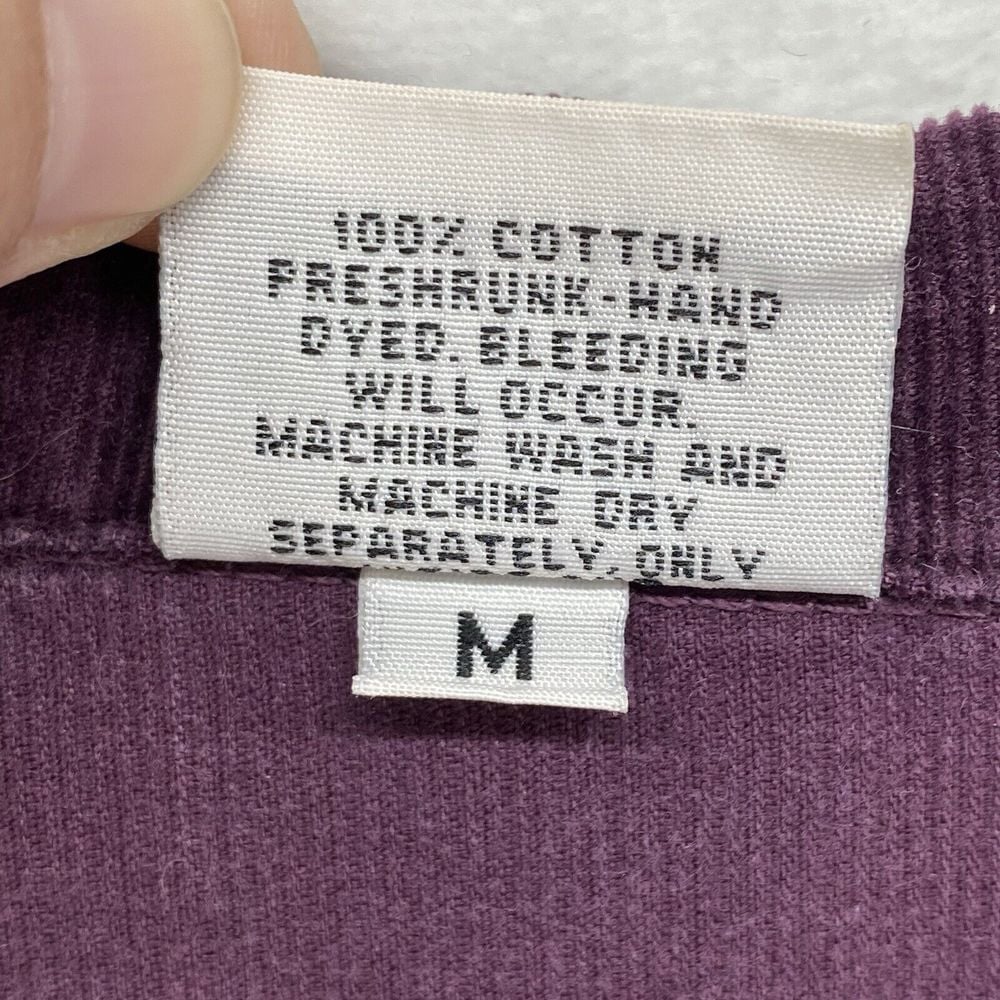 100% COTTON
PRESHRUNK-HAND
DYED. BLEEDING
WILL OCCUR.
MACHINE WASH AND
MACHINE DRY
SEPARATELY, ONLY
M